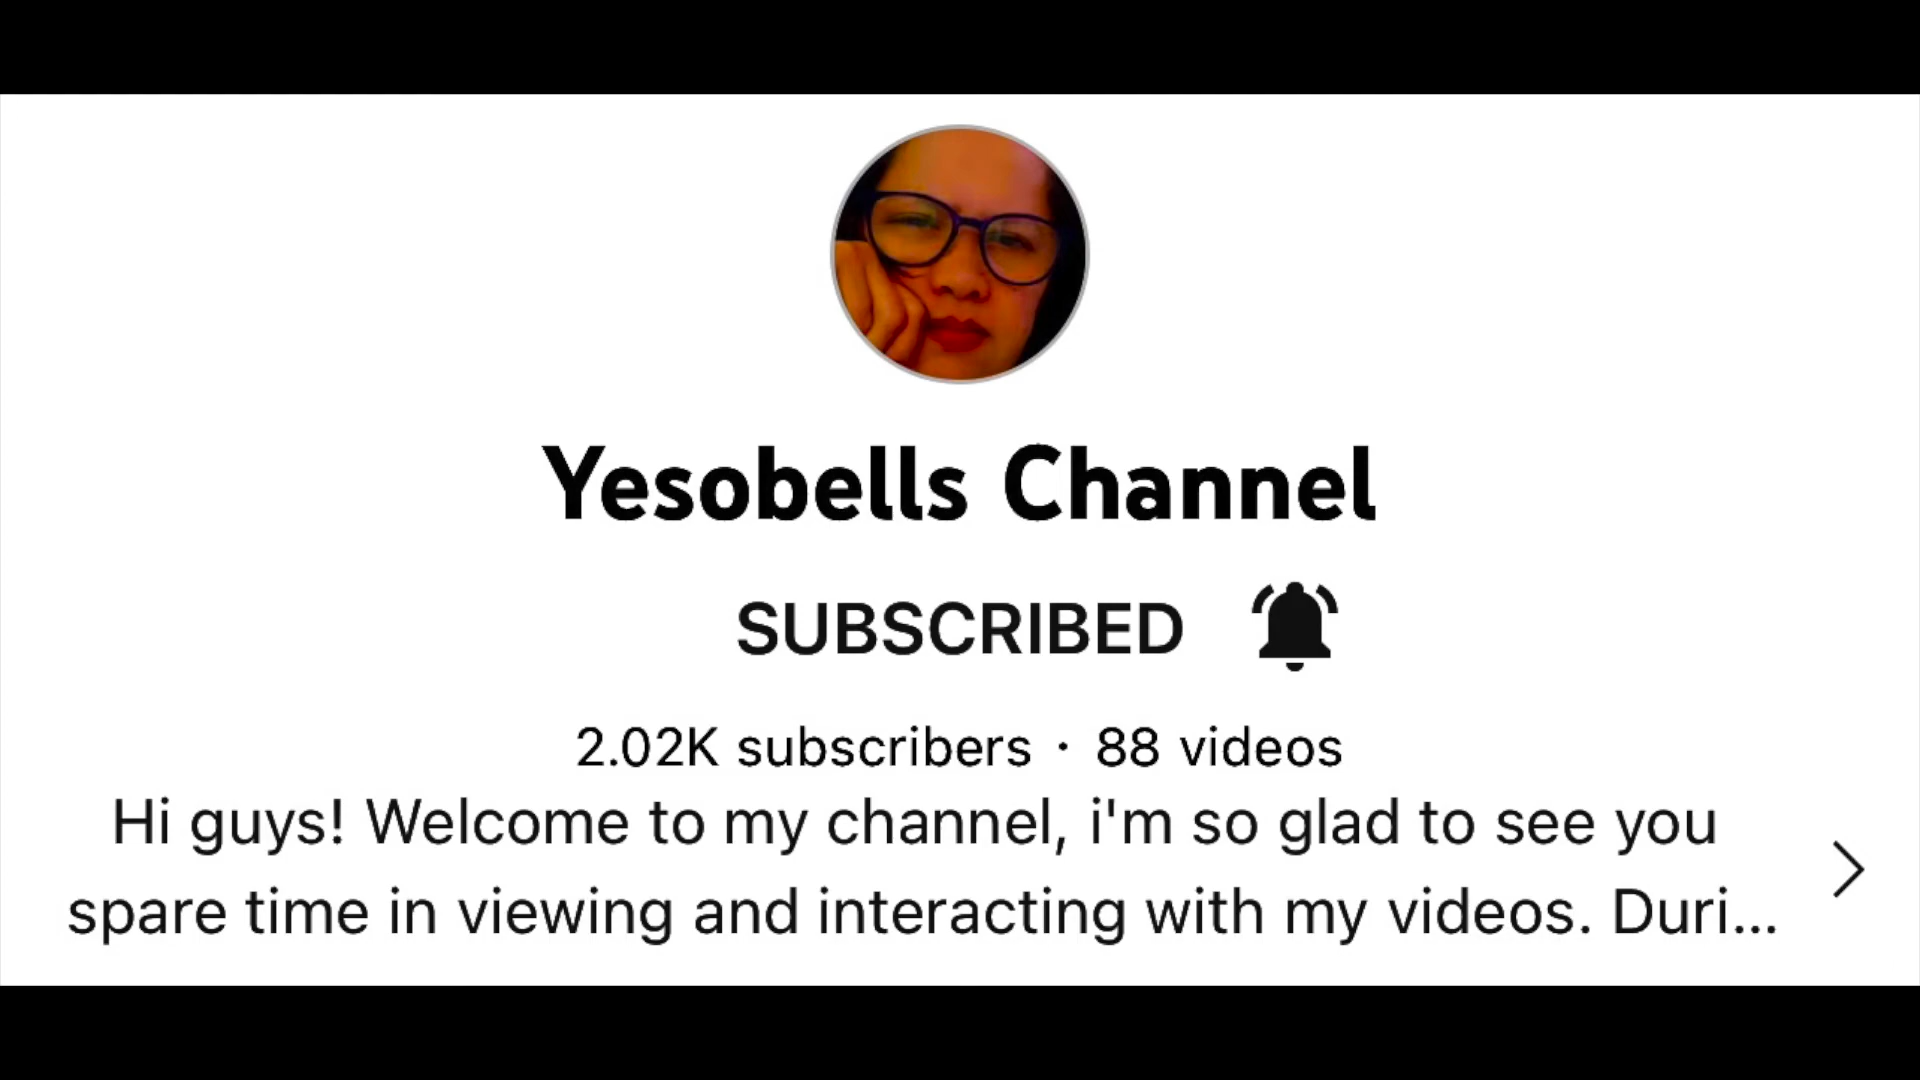 Yesobells Channel
SUBSCRIBED
2.02K subscribers · 88 videos
Hi guys! Welcome to my channel, i'm so glad to see you
spare time in viewing and interacting with my videos. Duri...